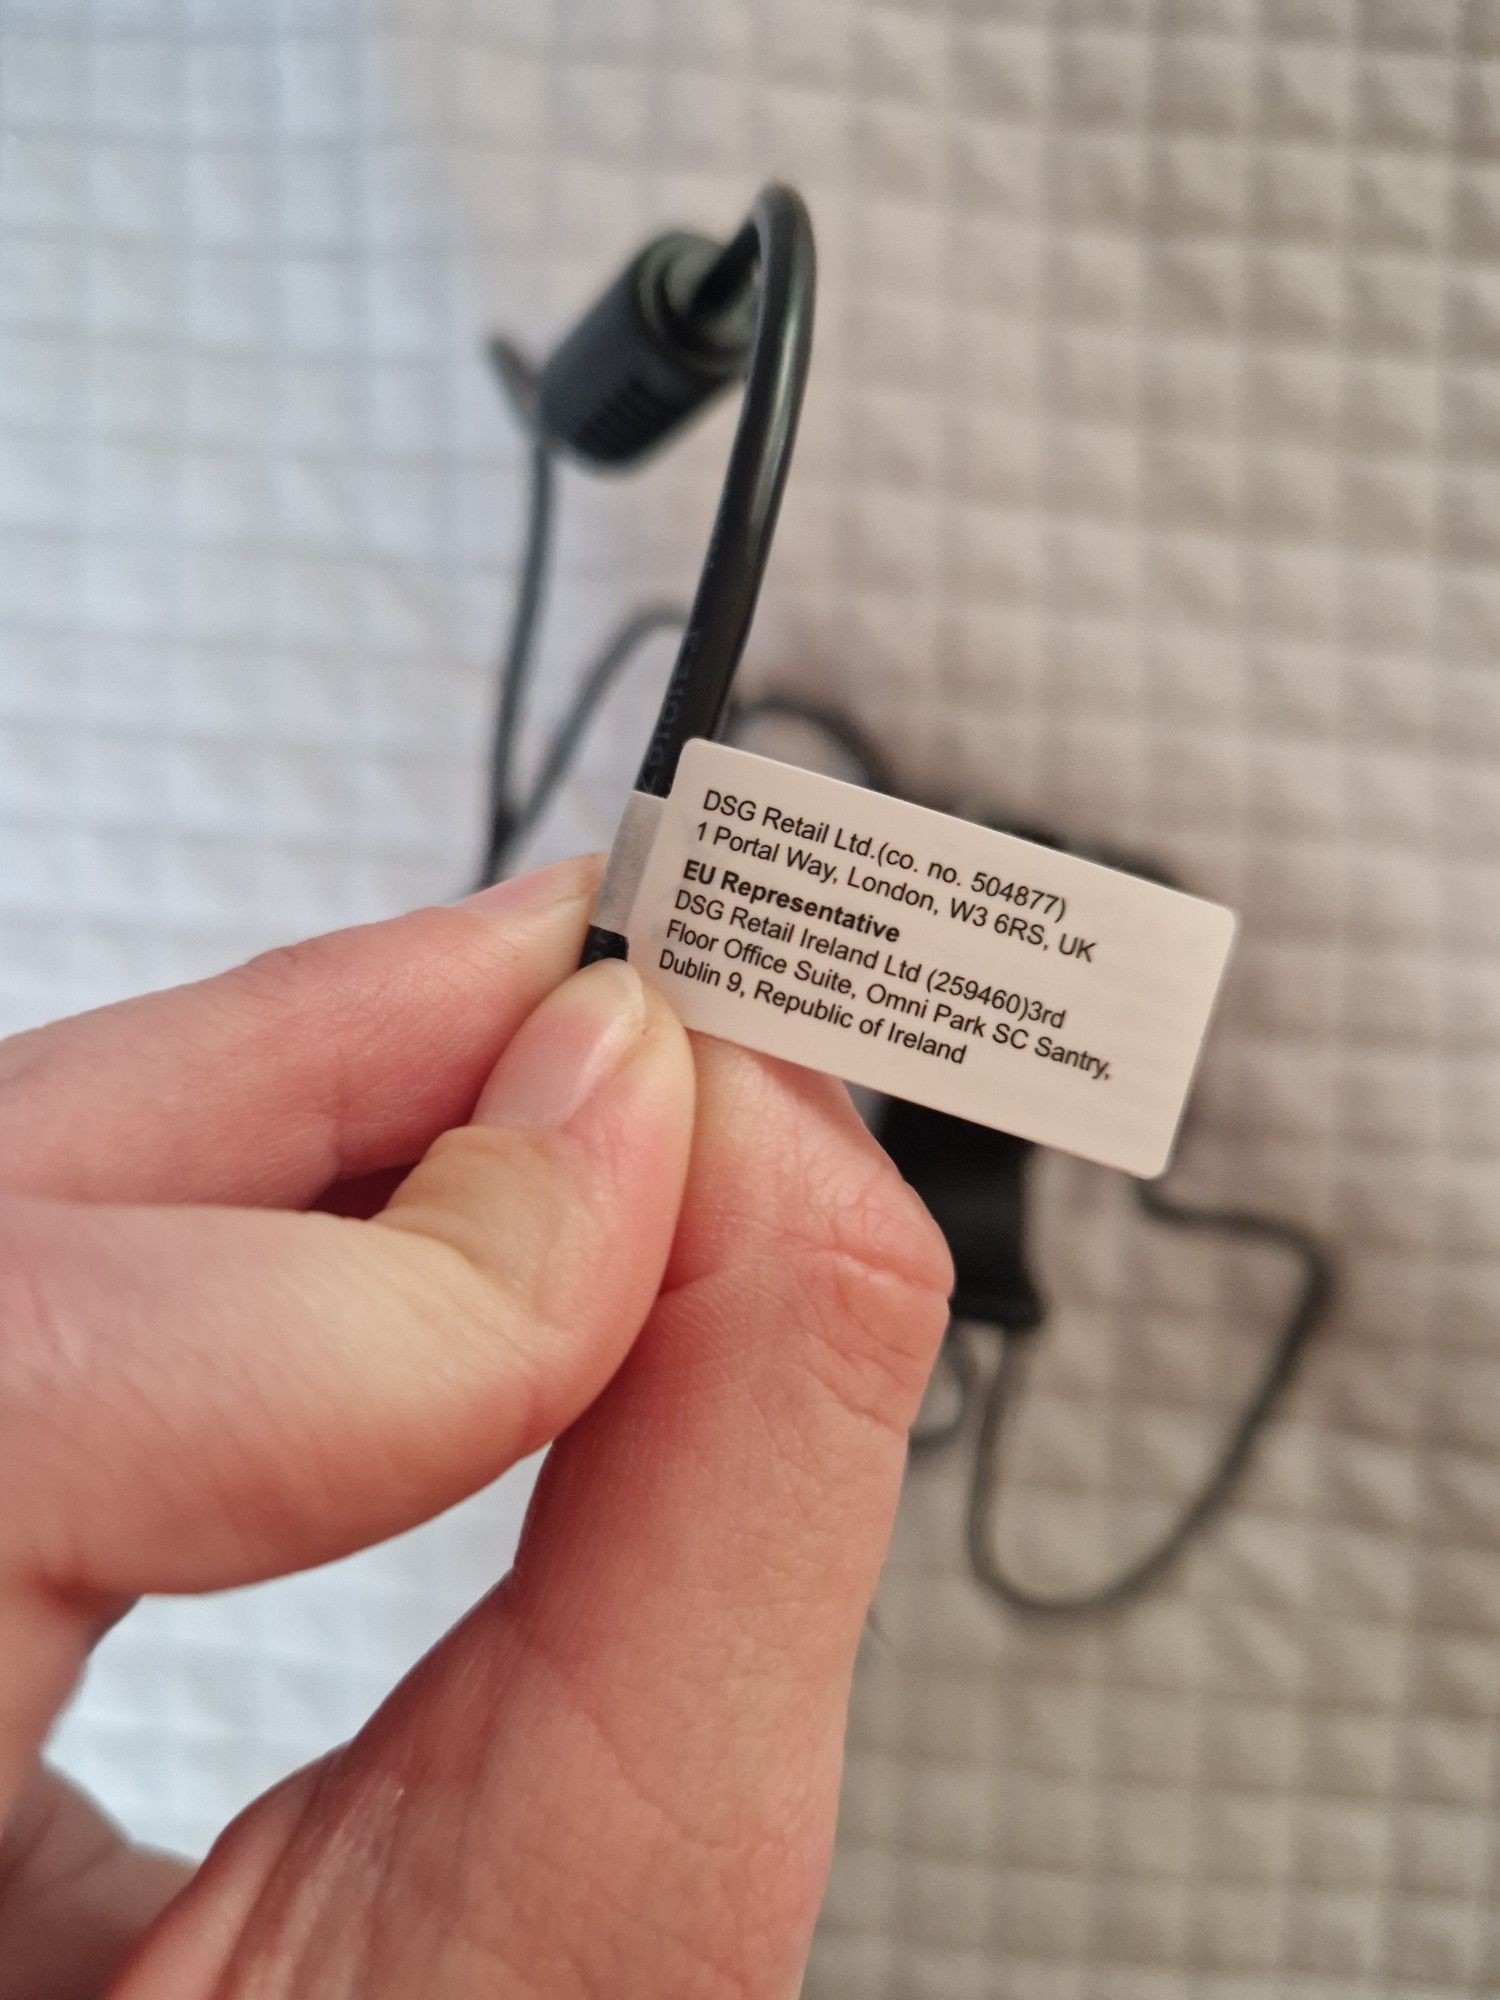 DSG Retail Ltd.(co. no. 504877)
1 Portal Way, London, W3 6RS, UK
EU Representative
DSG Retail Ireland Ltd (259460)3rd
Floor Office Suite, Omni Park SC Santry,
Dublin 9, Republic of Ireland